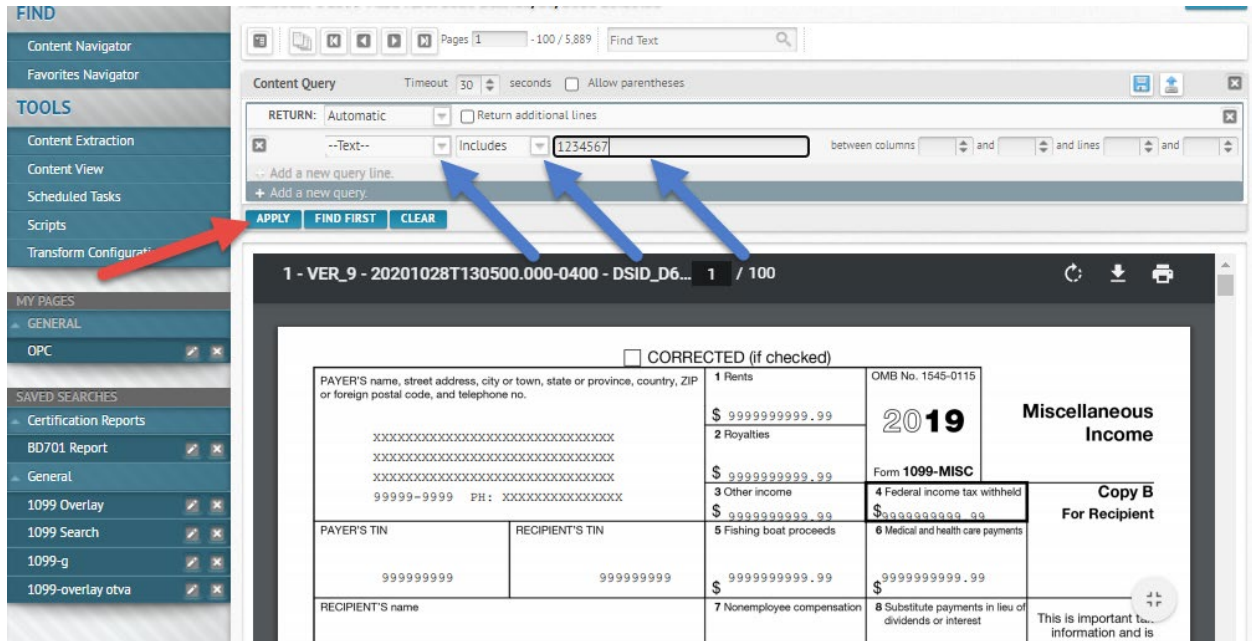 FIND
Content Navigator
Favorites Navigator
TOOLS
Content Extraction
Content View
Scheduled Tasks
Scripts
Transform
MY PAGES
GENERAL
OPC
SAVED SEARCHES
Certification Reports
BD701 Report
General
1099 Overlay
1099 Search
1099-g
1099-overlay otva
Pages 1 - 100 / 5,889 Find Text
Content Query Timeout 30 seconds Allow parentheses
RETURN: Automatic Return additional lines
--Text-- Includes 1234567 between columns and and lines and
+ Add a new query line.
+ Add a new query.
APPLY FIND FIRST CLEAR
1 - VER_9 - 20201028T130500.000-0400 - DSID_D6... 1 / 100
CORRECTED (if checked)
PAYER'S name, street address, city or town, state or province, country, ZIP
or foreign postal code, and telephone no.
XXXXXXXXXXXXXXXXXXXXXXXXXXXXXX
XXXXXXXXXXXXXXXXXXXXXXXXXXXXXX
XXXXXXXXXXXXXXXXXXXXXXXXXXXXXX
99999-9999 PH: XXXXXXXXXXXXXXX
1 Rents
$ 9999999999.99
2 Royalties
$ 9999999999.99
OMB No. 1545-0115
2019
Form 1099-MISC
Miscellaneous
Income
3 Other income
$ 9999999999.99
4 Federal income tax withheld
$9999999999.99
Copy B
For Recipient
PAYER'S TIN
999999999
RECIPIENT'S TIN
999999999
5 Fishing boat proceeds
$ 9999999999.99
6 Medical and health care payments
$9999999999.99
RECIPIENT'S name
7 Nonemployee compensation
8 Substitute payments in lieu of
dividends or interest
This is important
information and is